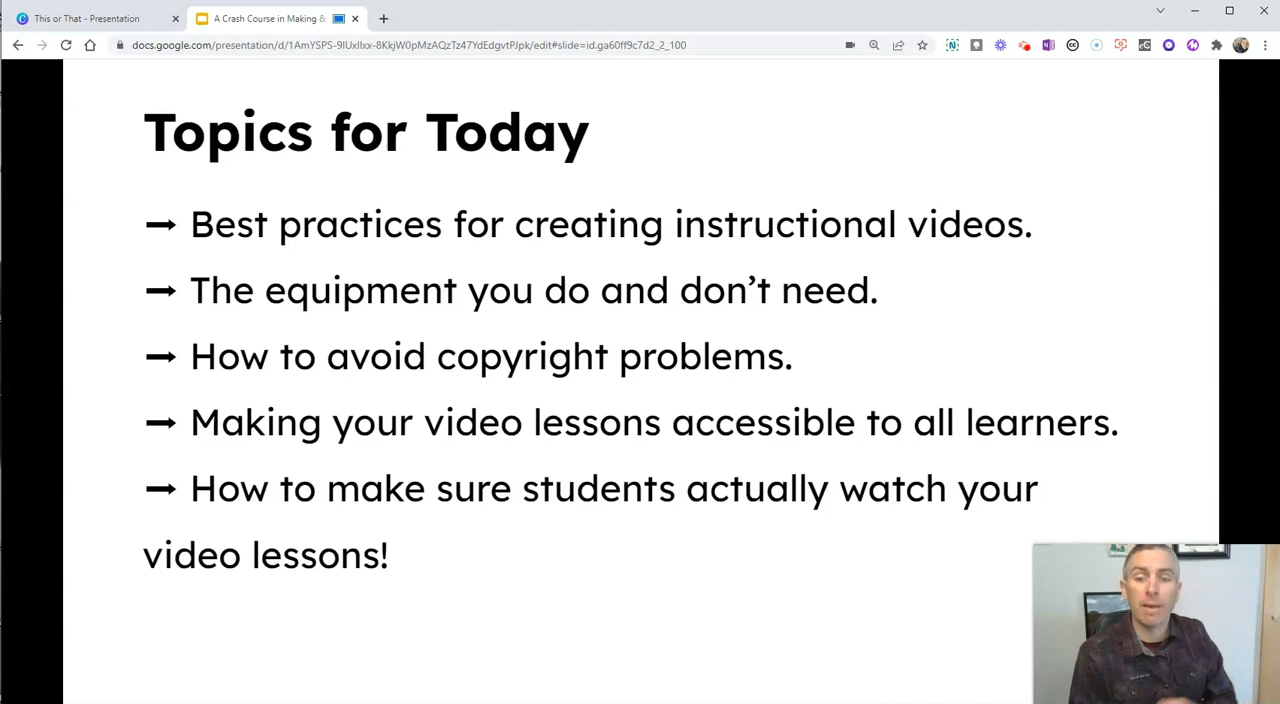 This or That - Presentation
A Crash Course in Making &
docs.google.com/presentation/d/1AmYSPS-9IUxIlxx-8KkjW0pMzAQzTz47YdEdgvtPJpk/edit#slide=id.ga60ff9c7d2_2_100
Topics for Today
→ Best practices for creating instructional videos.
→ The equipment you do and don’t need.
→ How to avoid copyright problems.
→ Making your video lessons accessible to all learners.
→ How to make sure students actually watch your
video lessons!